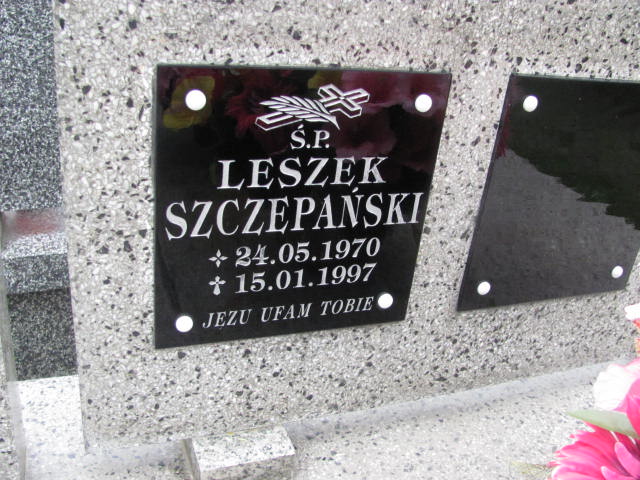 Ś.P.
LESZEK
SZCZEPAŃSKI
24.05.1970
15.01.1997
JEZU UFAM TOBIE